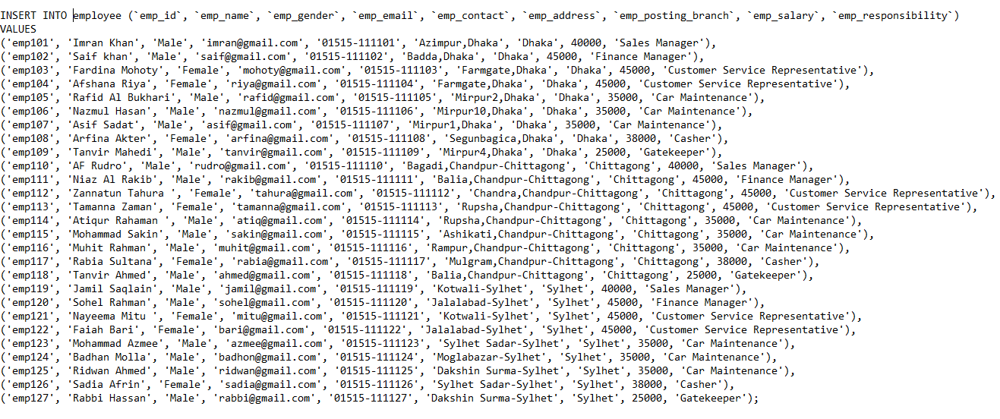 INSERT INTO employee (`emp_id`, `emp_name`, `emp_gender`, `emp_email`, `emp_contact`, `emp_address`, `emp_posting_branch`, `emp_salary`, `emp_responsibility`)
VALUES
('emp101', 'Imran Khan', 'Male', 'imran@gmail.com', '01515-111101', 'Azimpur,Dhaka', 'Dhaka', 40000, 'Sales Manager'),
('emp102', 'Saif khan', 'Male', 'saif@gmail.com', '01515-111102', 'Badda,Dhaka', 'Dhaka', 45000, 'Finance Manager'),
('emp103', 'Fardina Mohoty', 'Female', 'mohoty@gmail.com', '01515-111103', 'Farmgate,Dhaka', 'Dhaka', 45000, 'Customer Service Representative'),
('emp104', 'Afshana Riya', 'Female', 'riya@gmail.com', '01515-111104', 'Farmgate,Dhaka', 'Dhaka', 45000, 'Customer Service Representative'),
('emp105', 'Rafid Al Bukhari', 'Male', 'rafid@gmail.com', '01515-111105', 'Mirpur2,Dhaka', 'Dhaka', 35000, 'Car Maintenance'),
('emp106', 'Nazmul Hasan', 'Male', 'nazmul@gmail.com', '01515-111106', 'Mirpur10,Dhaka', 'Dhaka', 35000, 'Car Maintenance'),
('emp107', 'Asif Sadat', 'Male', 'asif@gmail.com', '01515-111107', 'Mirpur1,Dhaka', 'Dhaka', 35000, 'Car Maintenance'),
('emp108', 'Arfina Akter', 'Female', 'arfina@gmail.com', '01515-111108', 'Segunbagica,Dhaka', 'Dhaka', 38000, 'Casher'),
('emp109', 'Tanvir Mahedi', 'Male', 'tanvir@gmail.com', '01515-111109', 'Mirpur4,Dhaka', 'Dhaka', 25000, 'Gatekeeper'),
('emp110', 'AF Rudro', 'Male', 'rudro@gmail.com', '01515-111110', 'Bagadi,Chandpur-Chittagong', 'Chittagong', 40000, 'Sales Manager'),
('emp111', 'Niaz Al Rakib', 'Male', 'rakib@gmail.com', '01515-111111', 'Balia,Chandpur-Chittagong', 'Chittagong', 45000, 'Finance Manager'),
('emp112', 'Zannatun Tahura ', 'Female', 'tahura@gmail.com', '01515-111112', 'Chandra,Chandpur-Chittagong', 'Chittagong', 45000, 'Customer Service Representative'),
('emp113', 'Tamanna Zaman', 'Female', 'tamanna@gmail.com', '01515-111113', 'Rupsha,Chandpur-Chittagong', 'Chittagong', 45000, 'Customer Service Representative'),
('emp114', 'Atiqur Rahaman ', 'Male', 'atiq@gmail.com', '01515-111114', 'Rupsha,Chandpur-Chittagong', 'Chittagong', 35000, 'Car Maintenance'),
('emp115', 'Mohammad Sakin', 'Male', 'sakin@gmail.com', '01515-111115', 'Ashikati,Chandpur-Chittagong', 'Chittagong', 35000, 'Car Maintenance'),
('emp116', 'Muhit Rahman', 'Male', 'muhit@gmail.com', '01515-111116', 'Rampur,Chandpur-Chittagong', 'Chittagong', 35000, 'Car Maintenance'),
('emp117', 'Rabia Sultana', 'Female', 'rabia@gmail.com', '01515-111117', 'Mulgram,Chandpur-Chittagong', 'Chittagong', 38000, 'Casher'),
('emp118', 'Tanvir Ahmed', 'Male', 'ahmed@gmail.com', '01515-111118', 'Balia,Chandpur-Chittagong', 'Chittagong', 25000, 'Gatekeeper'),
('emp119', 'Jamil Saqlain', 'Male', 'jamil@gmail.com', '01515-111119', 'Kotwali-Sylhet', 'Sylhet', 40000, 'Sales Manager'),
('emp120', 'Sohel Rahman', 'Male', 'sohel@gmail.com', '01515-111120', 'Jalalabad-Sylhet', 'Sylhet', 45000, 'Finance Manager'),
('emp121', 'Nayeema Mitu ', 'Female', 'mitu@gmail.com', '01515-111121', 'Kotwali-Sylhet', 'Sylhet', 45000, 'Customer Service Representative'),
('emp122', 'Faiah Bari', 'Female', 'bari@gmail.com', '01515-111122', 'Jalalabad-Sylhet', 'Sylhet', 45000, 'Customer Service Representative'),
('emp123', 'Mohammad Azmee', 'Male', 'azmee@gmail.com', '01515-111123', 'Sylhet Sadar-Sylhet', 'Sylhet', 35000, 'Car Maintenance'),
('emp124', 'Badhan Molla', 'Male', 'badhon@gmail.com', '01515-111124', 'Moglabazar-Sylhet', 'Sylhet', 35000, 'Car Maintenance'),
('emp125', 'Ridwan Ahmed', 'Male', 'ridwan@gmail.com', '01515-111125', 'Dakshin Surma-Sylhet', 'Sylhet', 35000, 'Car Maintenance'),
('emp126', 'Sadia Afrin', 'Female', 'sadia@gmail.com', '01515-111126', 'Sylhet Sadar-Sylhet', 'Sylhet', 38000, 'Casher'),
('emp127', 'Rabbi Hassan', 'Male', 'rabbi@gmail.com', '01515-111127', 'Dakshin Surma-Sylhet', 'Sylhet', 25000, 'Gatekeeper');